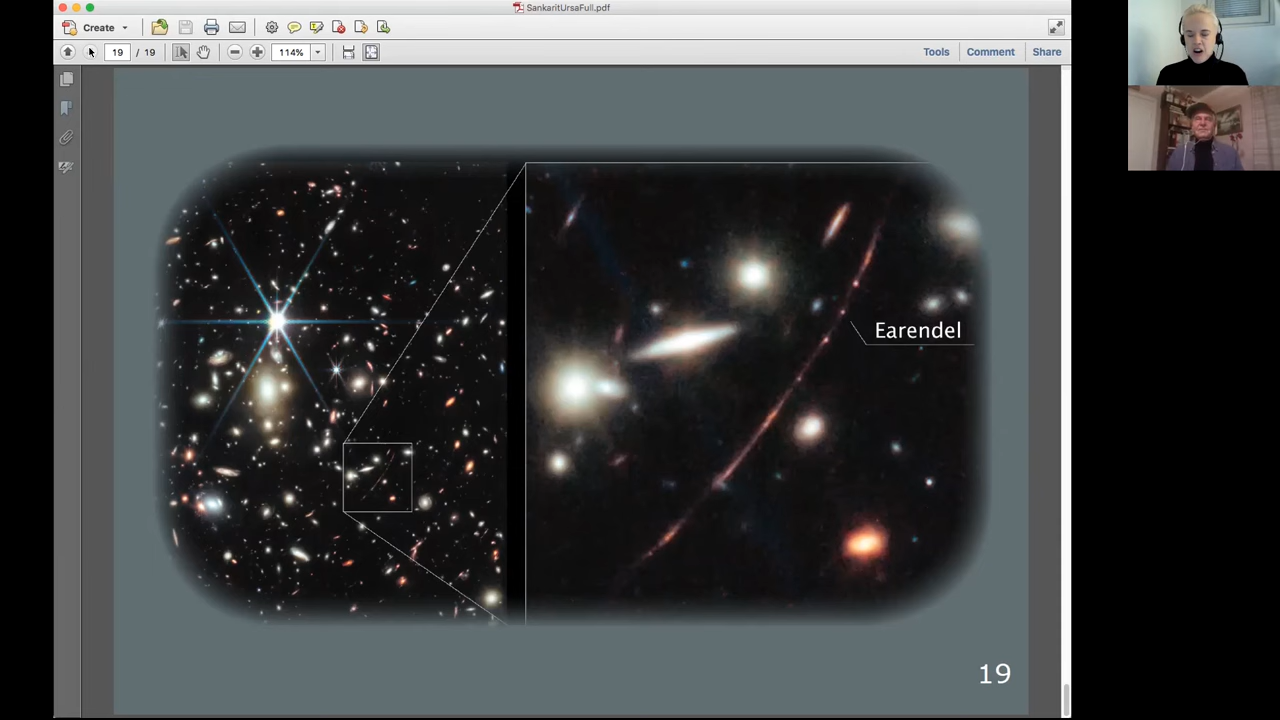 SankaritUrsaFull.pdf
Create
19 / 19
114%
Tools Comment Share
Earendel
19